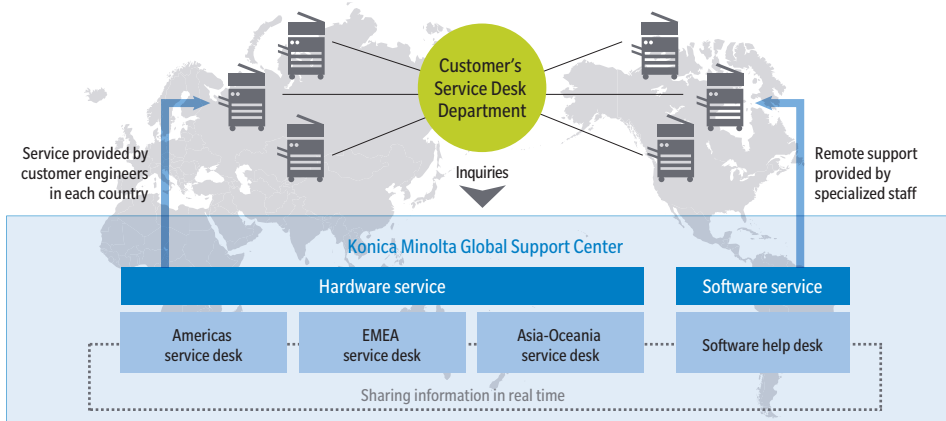 Customer's
Service Desk
Department
Service provided by
customer engineers
in each country
Inquiries
Remote support
provided by
specialized staff
Konica Minolta Global Support Center
Hardware service
Software service
Americas
service desk
EMEA
service desk
Asia-Oceania
service desk
Software help desk
Sharing information in real time